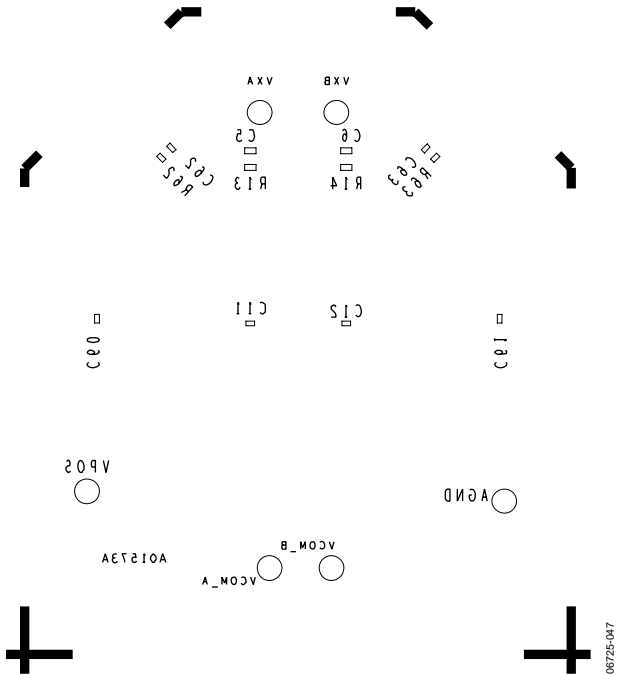 VXA
VXB
C5
C6
R13
R14
C62
R62
C63
R63
C11
C12
C60
C61
VPOS
AGND
VCOM_B
A01573A
VCOM_A
06725-047